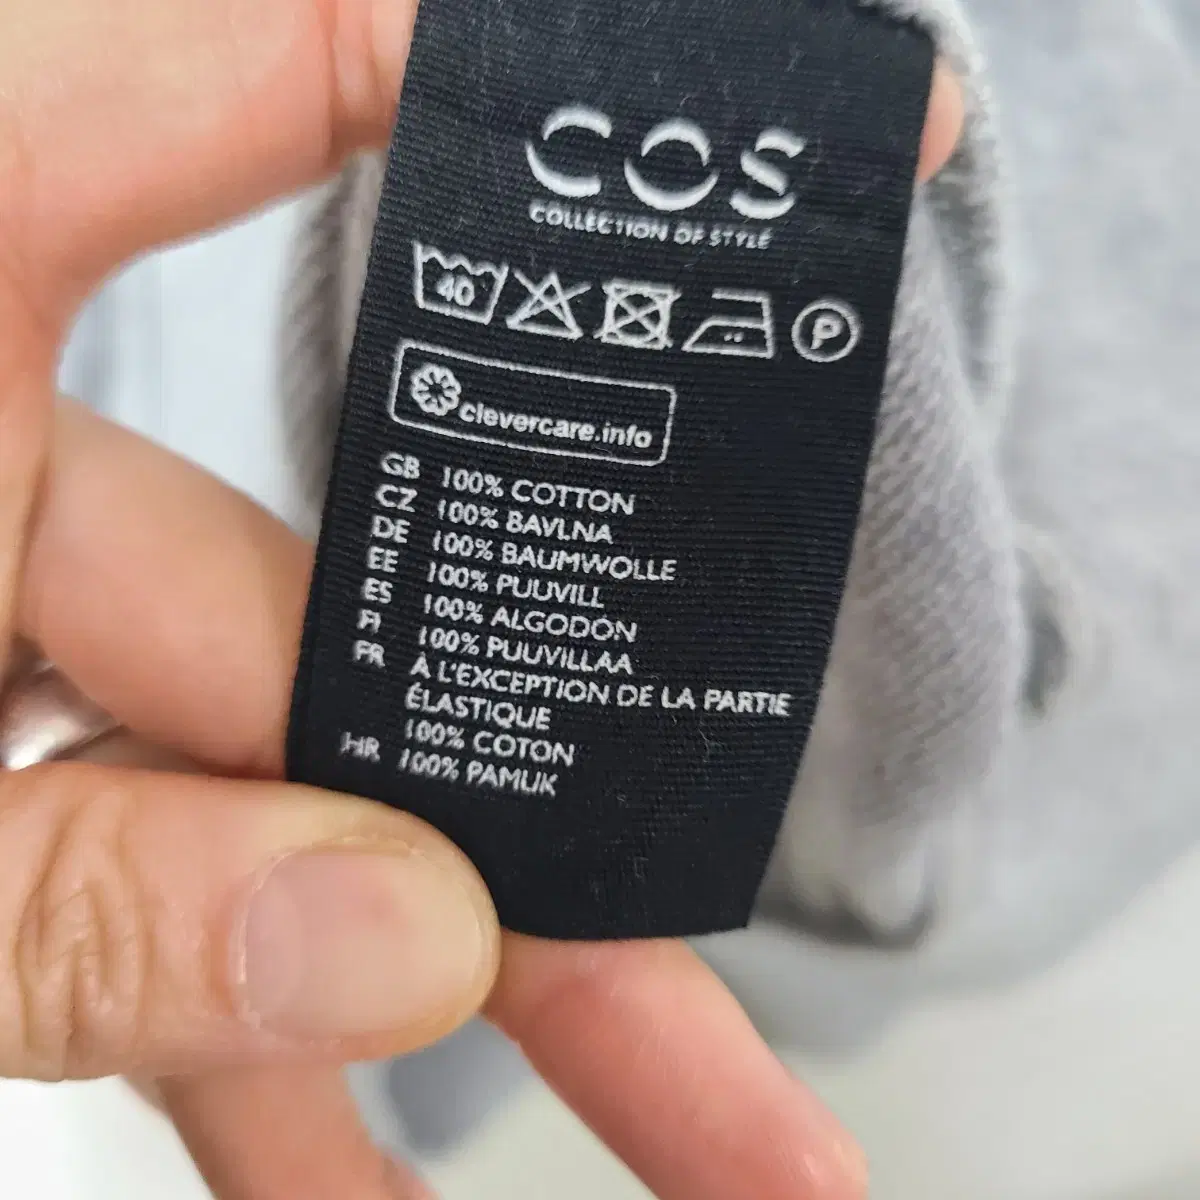 COS
COLLECTION OF STYLE
40
P
clevercare.info
GB 100% COTTON
CZ 100% BAVLNA
DE 100% BAUMWOLLE
EE 100% PUUVILL
ES 100% ALGODÓN
FI 100% PUUVILLAA
FR À L'EXCEPTION DE LA PARTIE
ÉLASTIQUE
100% COTON
HR 100% PAMUK